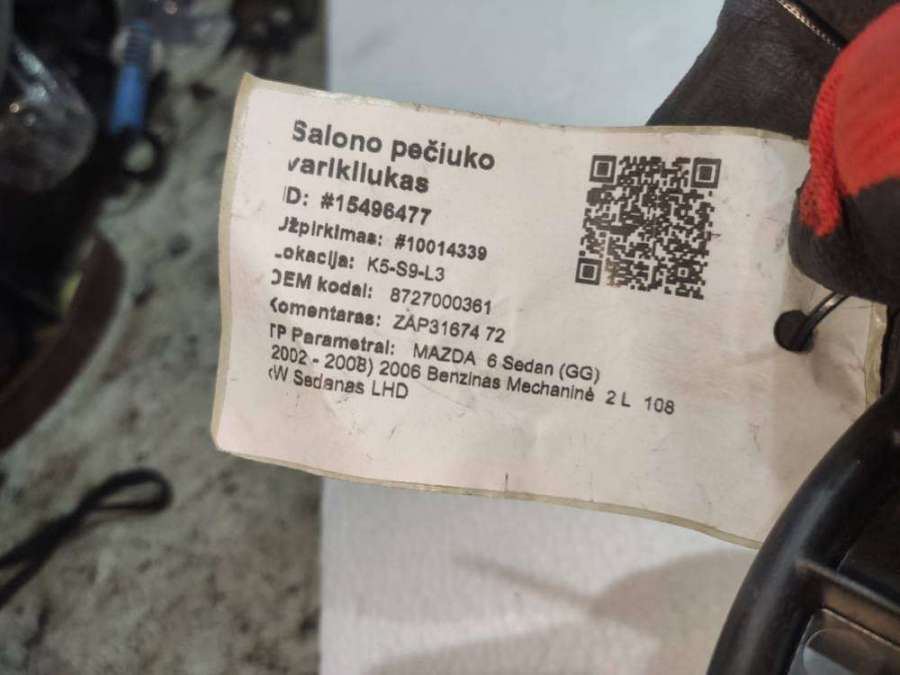 Salono pečiuko
varikliukas
ID: #15496477
Užpirkimas: #10014339
Lokacija: K5-S9-L3
OEM kodai: 8727000361
Komentaras: ZAP31674 72
TP Parametrai: MAZDA 6 Sedan (GG)
2002 - 2008) 2006 Benzinas Mechaninė 2 L 108
kW Sedanas LHD